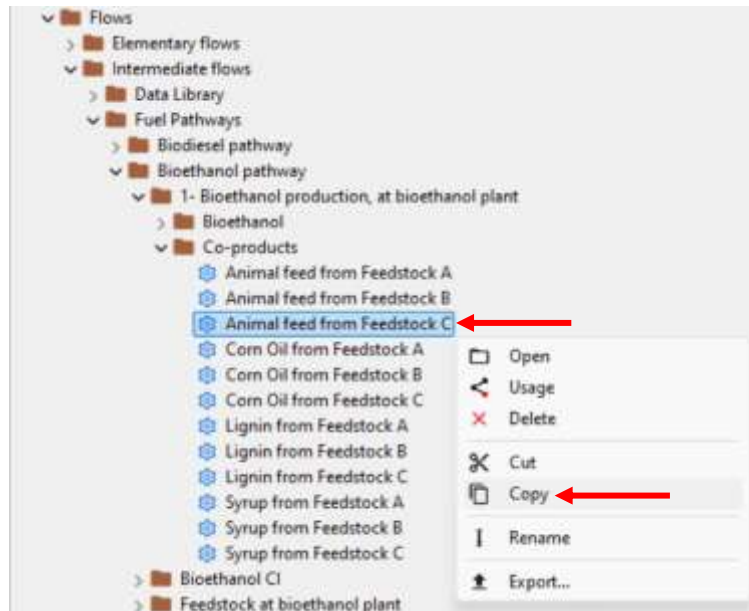 Flows
Elementary flows
Intermediate flows
Data Library
Fuel Pathways
Biodiesel pathway
Bioethanol pathway
1- Bioethanol production, at bioethanol plant
Bioethanol
Co-products
Animal feed from Feedstock A
Animal feed from Feedstock B
Animal feed from Feedstock C
Corn Oil from Feedstock A
Corn Oil from Feedstock B
Corn Oil from Feedstock C
Lignin from Feedstock A
Lignin from Feedstock B
Lignin from Feedstock C
Syrup from Feedstock A
Syrup from Feedstock B
Syrup from Feedstock C
Bioethanol CI
Feedstock at bioethanol plant
Open
Usage
Delete
Cut
Copy
Rename
Export...